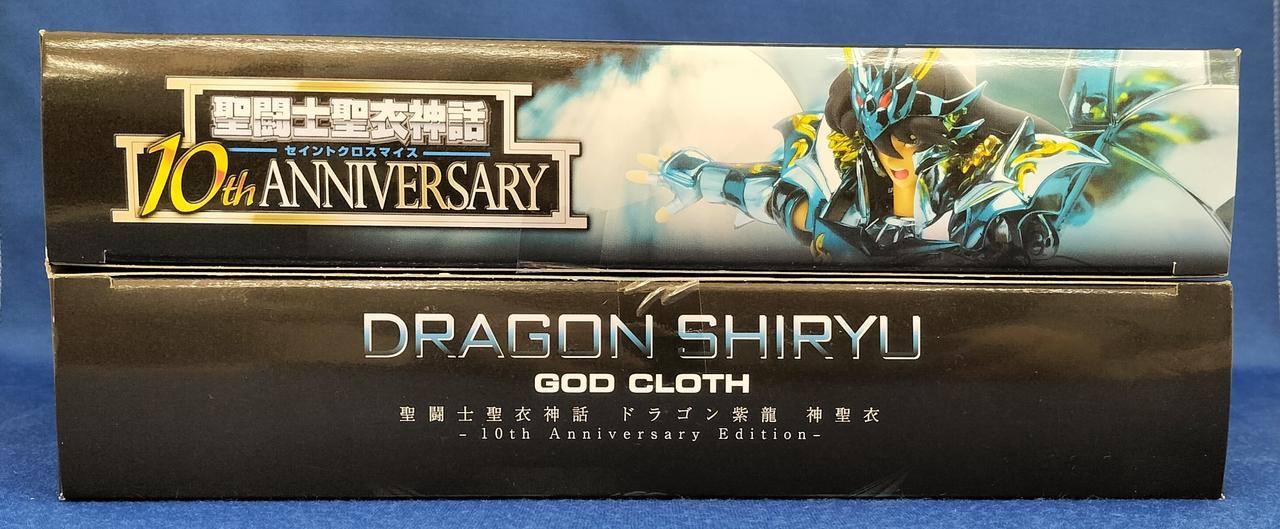 聖闘士聖衣神話
セイントクロスマイス
10th ANNIVERSARY
DRAGON SHIRYU
GOD CLOTH
聖闘士聖衣神話 ドラゴン紫龍 神聖衣
-10th Anniversary Edition-